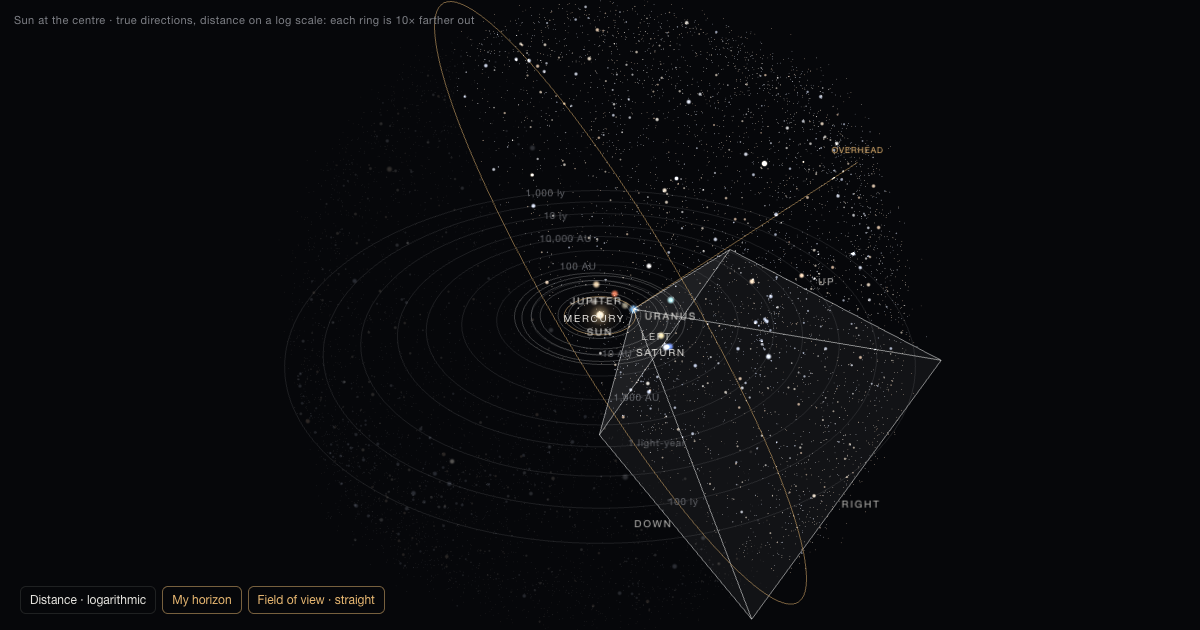 Sun at the centre · true directions, distance on a log scale: each ring is 10× farther out
OVERHEAD
1,000 ly
10 ly
10,000 AU
100 AU
UP
JUPITER
MERCURY
URANUS
SUN
LEFT
10 AU
SATURN
1,000 AU
1 light-year
100 ly
RIGHT
DOWN
Distance · logarithmic
My horizon
Field of view · straight